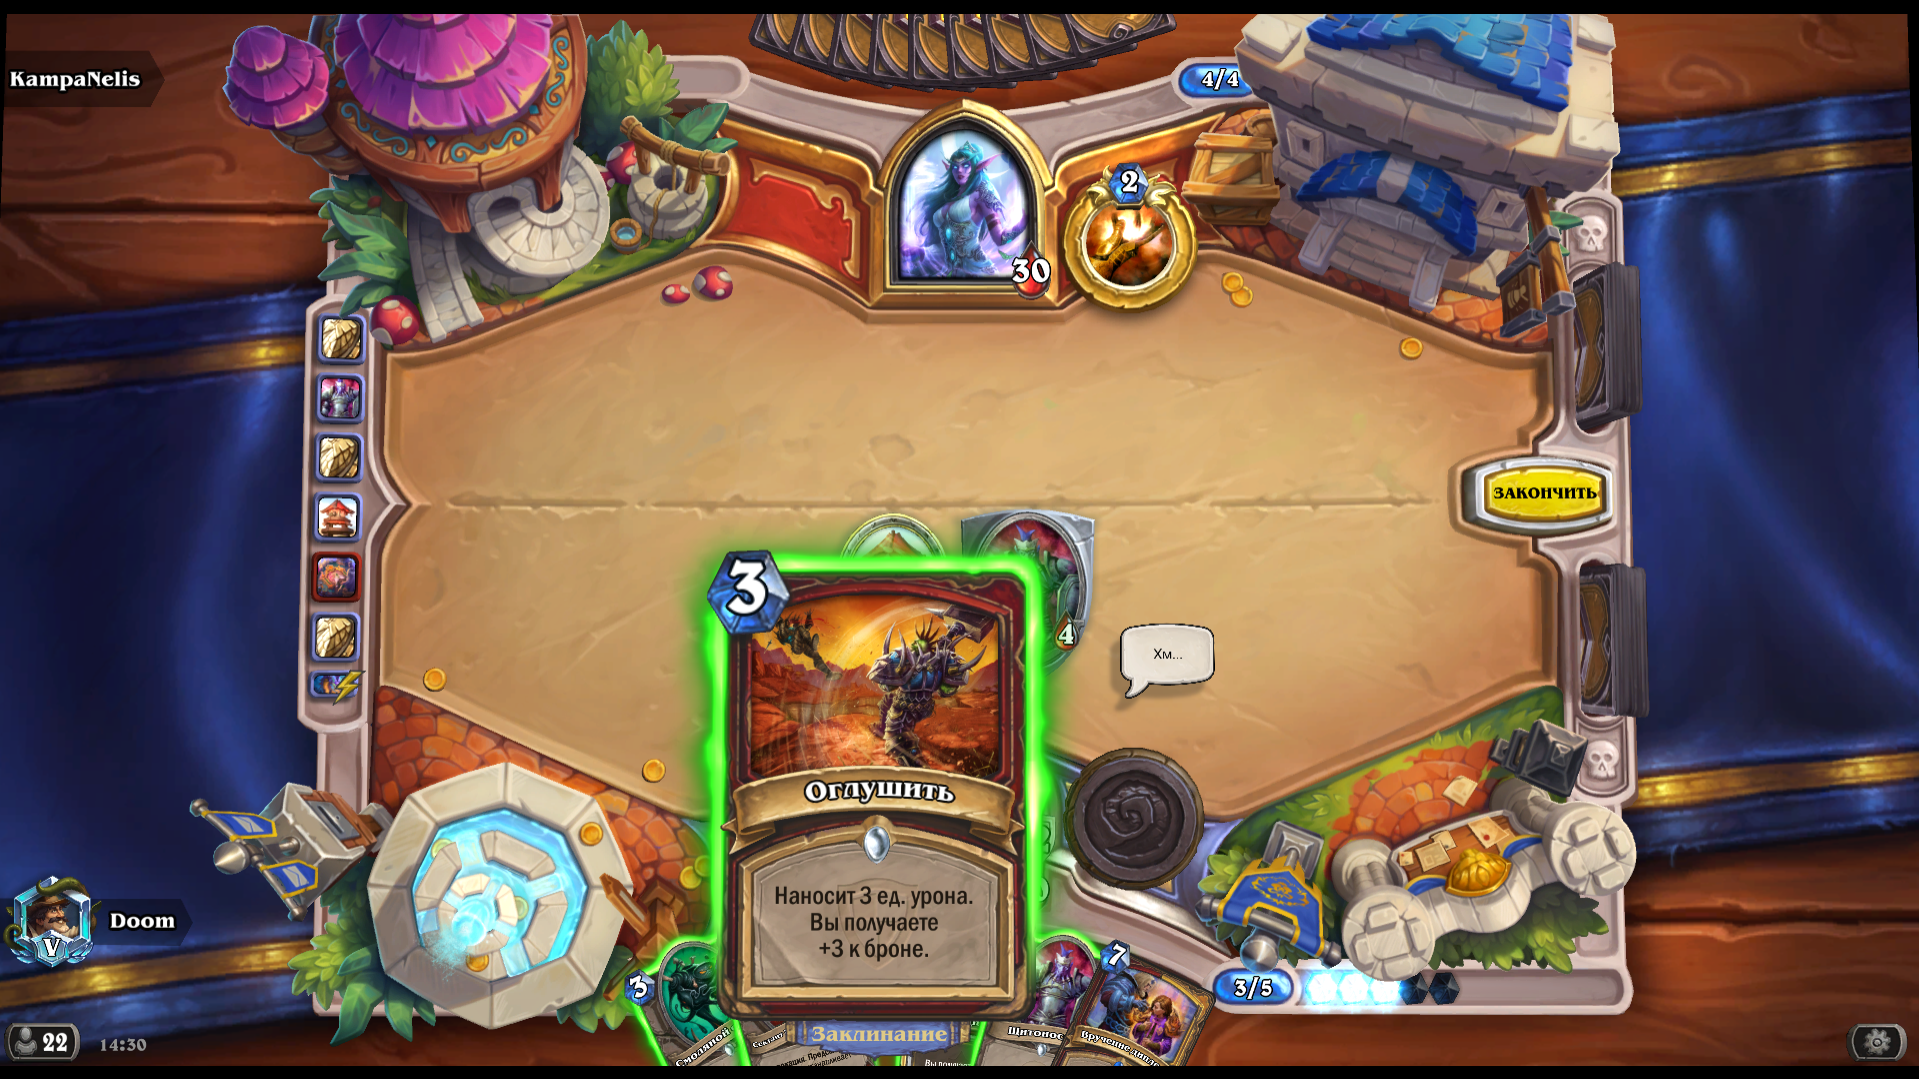 KampaNelis
4/4
2
30
ЗАКОНЧИТЬ
3
4
Хм...
Оглушить
Наносит 3 ед. урона.
Вы получаете
+3 к броне.
Doom
V
3
7
3/5
Заклинание
22
14:30